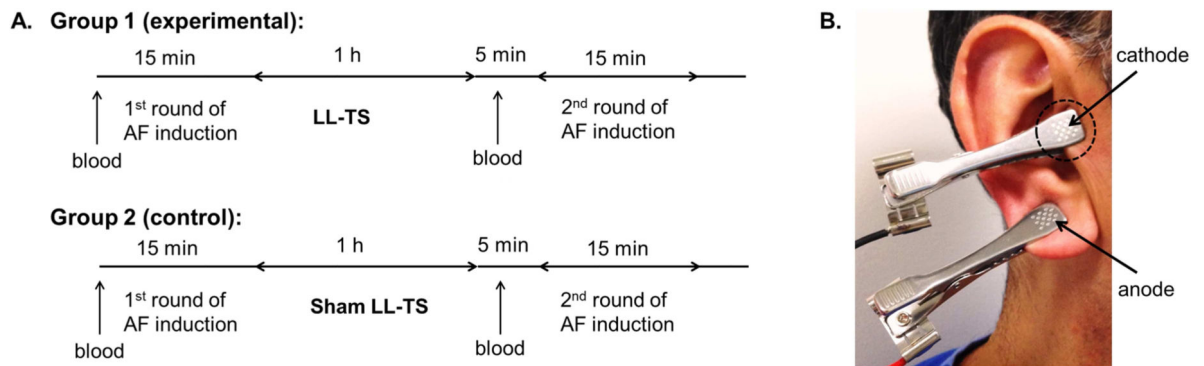 A. Group 1 (experimental):
15 min 1 h 5 min 15 min
1st round of
AF induction
LL-TS
2nd round of
AF induction
blood
blood
Group 2 (control):
15 min 1 h 5 min 15 min
1st round of
AF induction
Sham LL-TS
2nd round of
AF induction
blood
blood
B.
cathode
anode